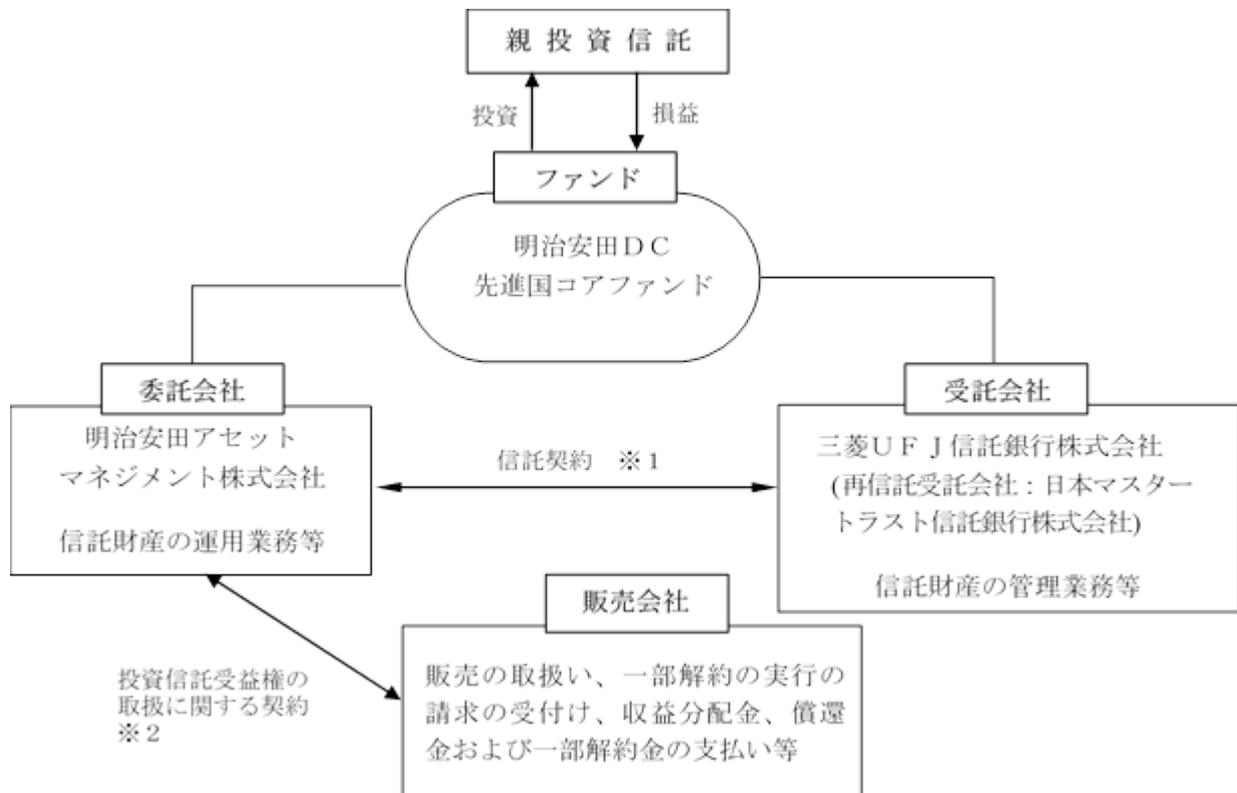 親投資信託
投資
損益
ファンド
明治安田ＤＣ
先進国コアファンド
委託会社
明治安田アセット
マネジメント株式会社
信託財産の運用業務等
信託契約　※１
受託会社
三菱ＵＦＪ信託銀行株式会社
(再信託受託会社：日本マスター
トラスト信託銀行株式会社)
信託財産の管理業務等
投資信託受益権の
取扱に関する契約
※２
販売会社
販売の取扱い、一部解約の実行の
請求の受付け、収益分配金、償還
金および一部解約金の支払い等